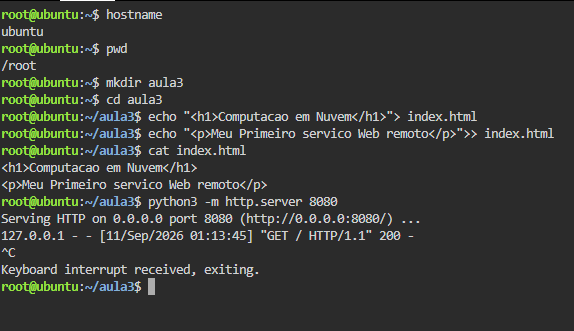 root@ubuntu:~$ hostname
ubuntu
root@ubuntu:~$ pwd
/root
root@ubuntu:~$ mkdir aula3
root@ubuntu:~$ cd aula3
root@ubuntu:~/aula3$ echo "<h1>Computacao em Nuvem</h1>"> index.html
root@ubuntu:~/aula3$ echo "<p>Meu Primeiro servico Web remoto</p>">> index.html
root@ubuntu:~/aula3$ cat index.html
<h1>Computacao em Nuvem</h1>
<p>Meu Primeiro servico Web remoto</p>
root@ubuntu:~/aula3$ python3 -m http.server 8080
Serving HTTP on 0.0.0.0 port 8080 (http://0.0.0.0:8080/) ...
127.0.0.1 - - [11/Sep/2026 01:13:45] "GET / HTTP/1.1" 200 -
^C
Keyboard interrupt received, exiting.
root@ubuntu:~/aula3$